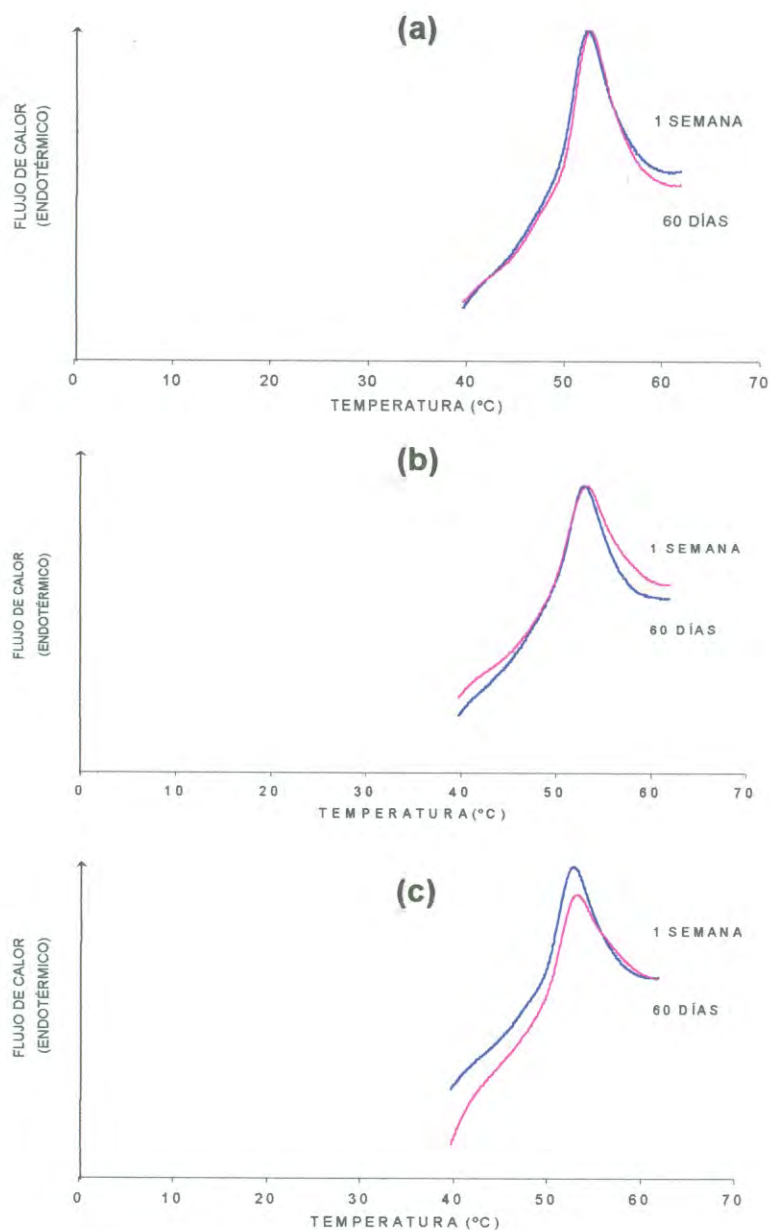 (a)
FLUJO DE CALOR
(ENDOTÉRMICO)
1 SEMANA
60 DÍAS
0 10 20 30 40 50 60 70
TEMPERATURA (ºC)
(b)
FLUJO DE CALOR
(ENDOTÉRMICO)
1 SEMANA
60 DÍAS
0 10 20 30 40 50 60 70
TEMPERATURA(ºC)
(c)
FLUJO DE CALOR
(ENDOTÉRMICO)
1 SEMANA
60 DÍAS
0 10 20 30 40 50 60 70
TEMPERATURA (ºC)